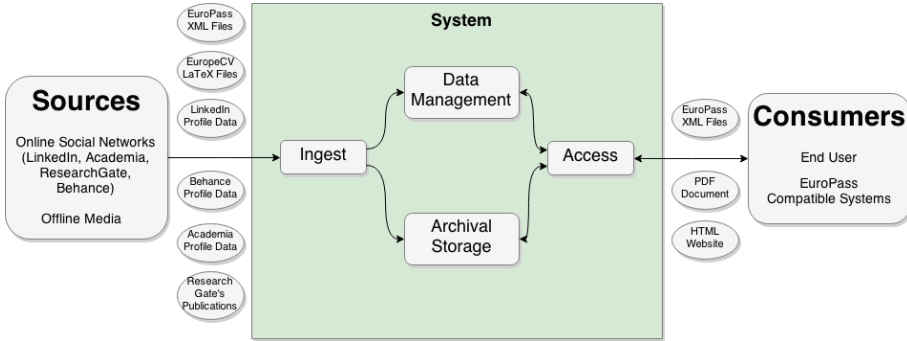 Sources
Online Social Networks
(LinkedIn, Academia,
ResearchGate,
Behance)
Offline Media
EuroPass
XML Files
EuropeCV
LaTeX Files
LinkedIn
Profile Data
Behance
Profile Data
Academia
Profile Data
Research
Gate's
Publications
System
Ingest
Data
Management
Archival
Storage
Access
EuroPass
XML Files
PDF
Document
HTML
Website
Consumers
End User
EuroPass
Compatible Systems